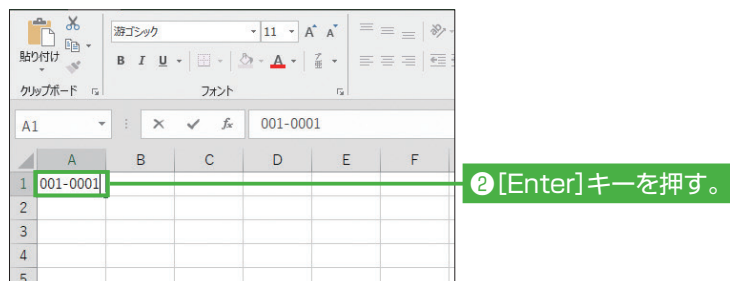 游ゴシック 11 A A
貼り付け
B I U A ア亜
クリップボード フォント
A1 fx 001-0001
A B C D E F
1 001-0001
2
3
4
5
❷[Enter]キーを押す。